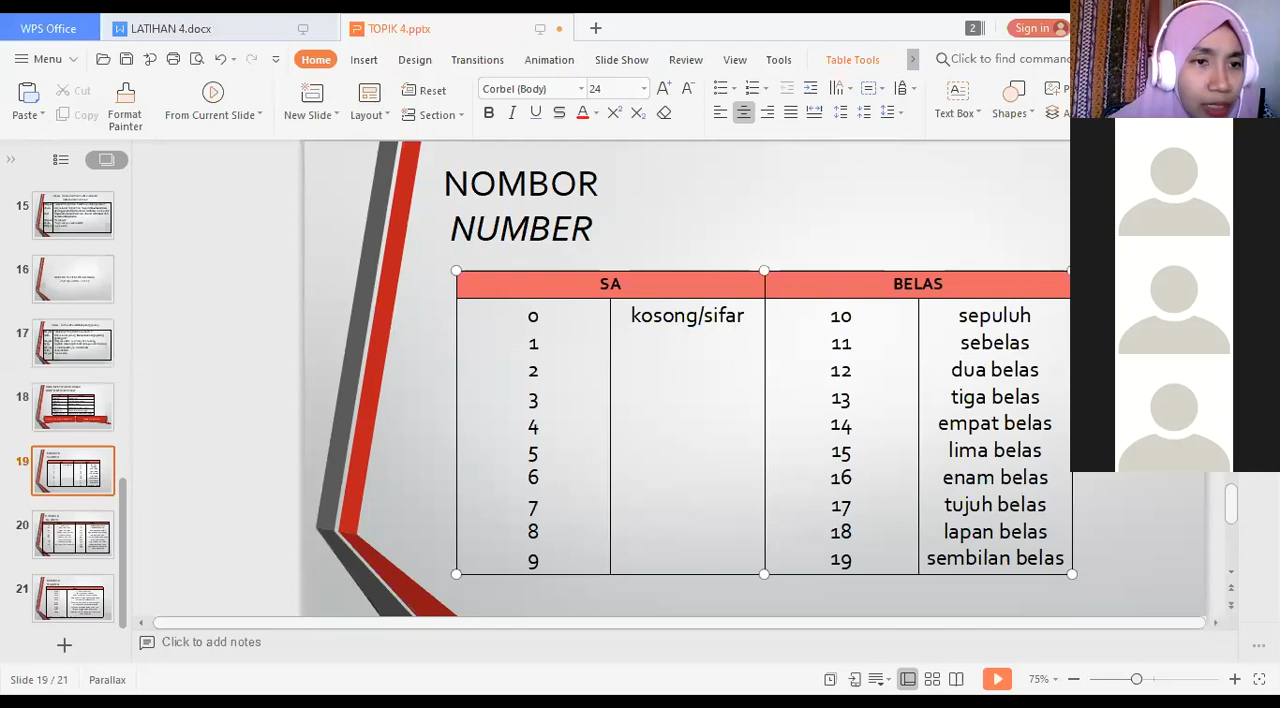 WPS Office
LATIHAN 4.docx
TOPIK 4.pptx
2
Sign in
Menu
Home
Insert
Design
Transitions
Animation
Slide Show
Review
View
Tools
Table Tools
Click to find command
Paste
Cut
Copy
Format
Painter
From Current Slide
New Slide
Layout
Reset
Section
Corbel (Body)
24
Text Box
Shapes
15
16
17
18
19
20
21
NOMBOR
NUMBER
SA BELAS
0 kosong/sifar 10 sepuluh
1 11 sebelas
2 12 dua belas
3 13 tiga belas
4 14 empat belas
5 15 lima belas
6 16 enam belas
7 17 tujuh belas
8 18 lapan belas
9 19 sembilan belas
Click to add notes
Slide 19 / 21
Parallax
75%